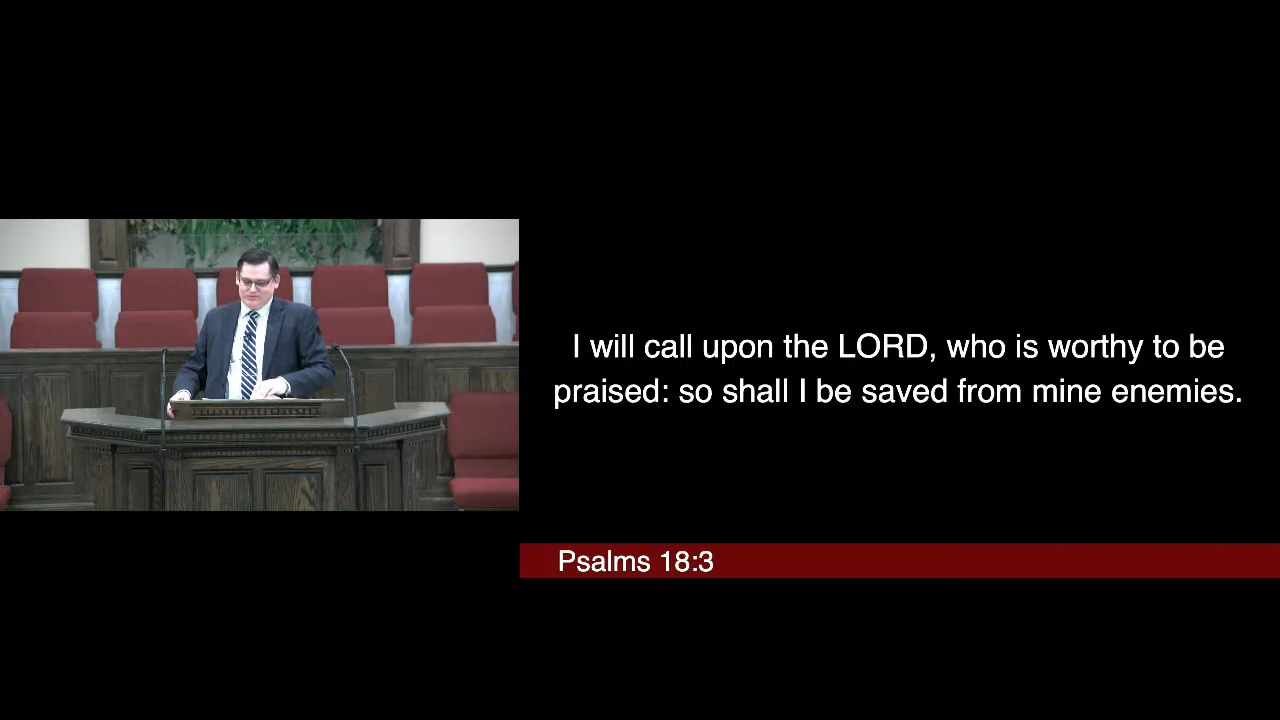 I will call upon the LORD, who is worthy to be
praised: so shall I be saved from mine enemies.
Psalms 18:3